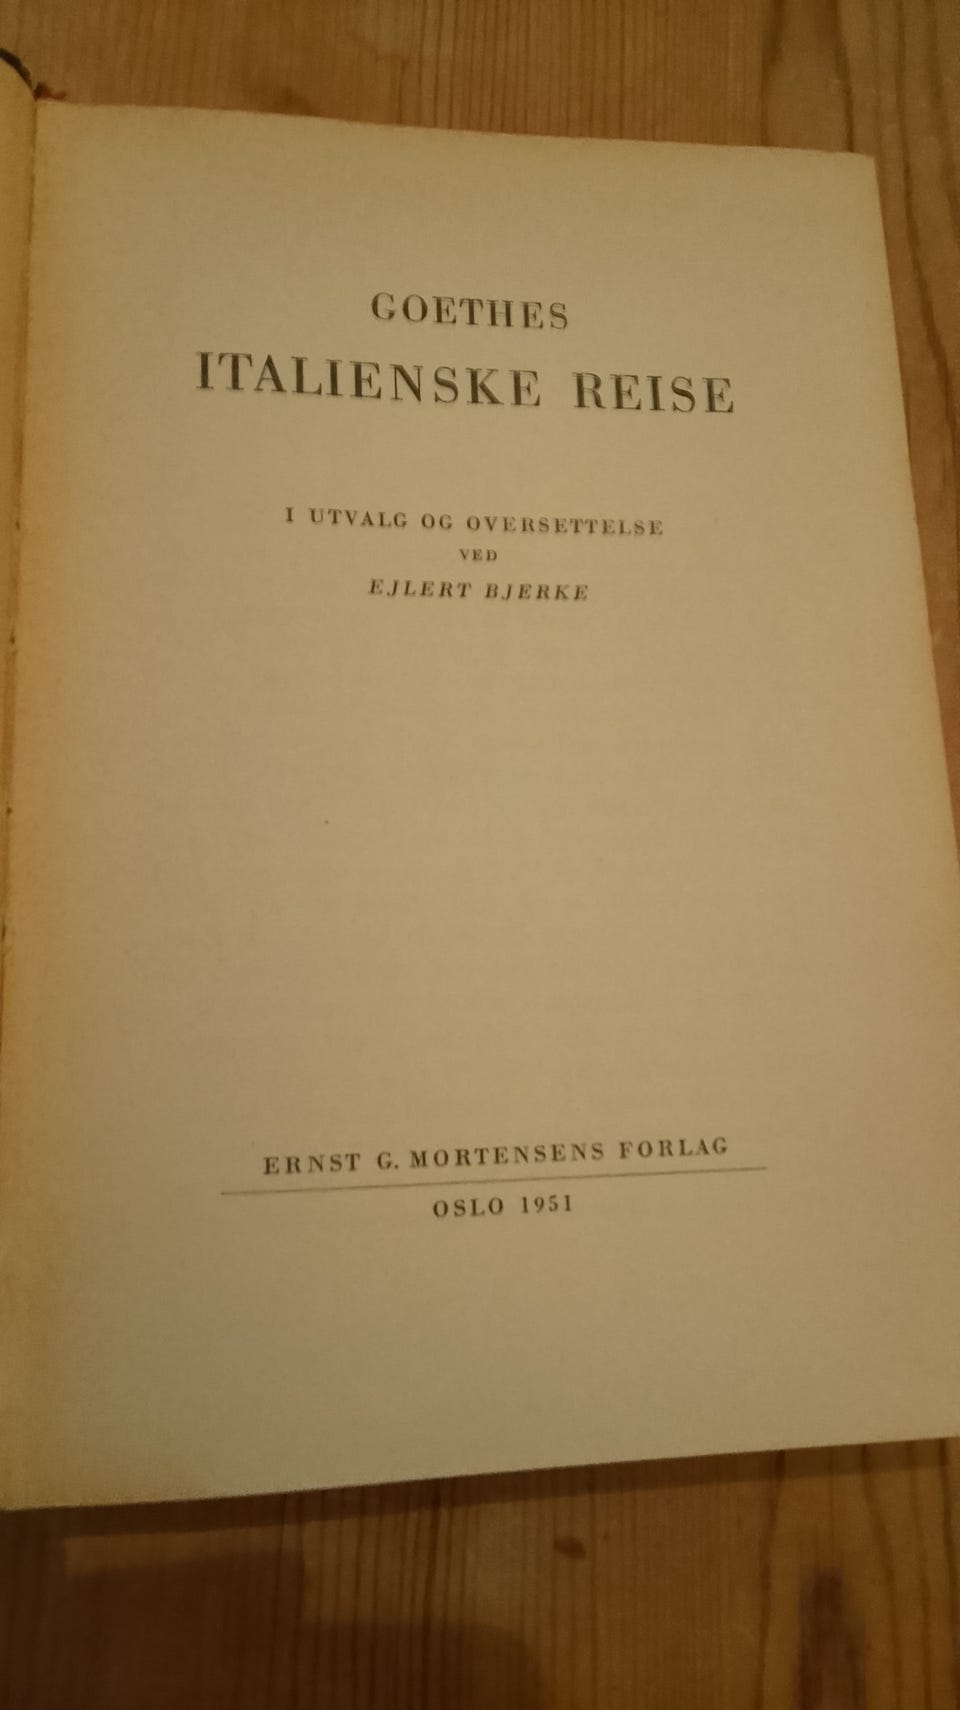 GOETHES
ITALIENSKE REISE
I UTVALG OG OVERSETTELSE
VED
EJLERT BJERKE
ERNST G. MORTENSENS FORLAG
OSLO 1951